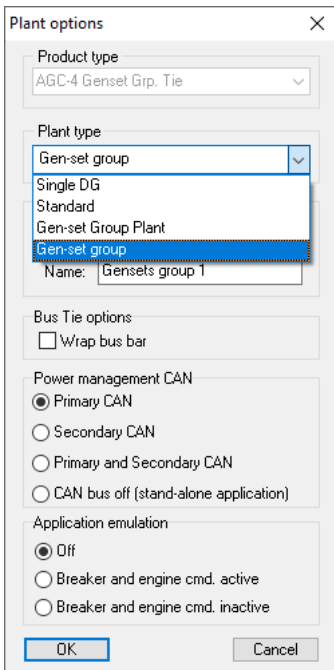 Plant options
Product type
AGC-4 Genset Grp. Tie
Plant type
Gen-set group
Single DG
Standard
Gen-set Group Plant
Gen-set group
Name: Gensets group 1
Bus Tie options
Wrap bus bar
Power management CAN
Primary CAN
Secondary CAN
Primary and Secondary CAN
CAN bus off (stand-alone application)
Application emulation
Off
Breaker and engine cmd. active
Breaker and engine cmd. inactive
OK Cancel